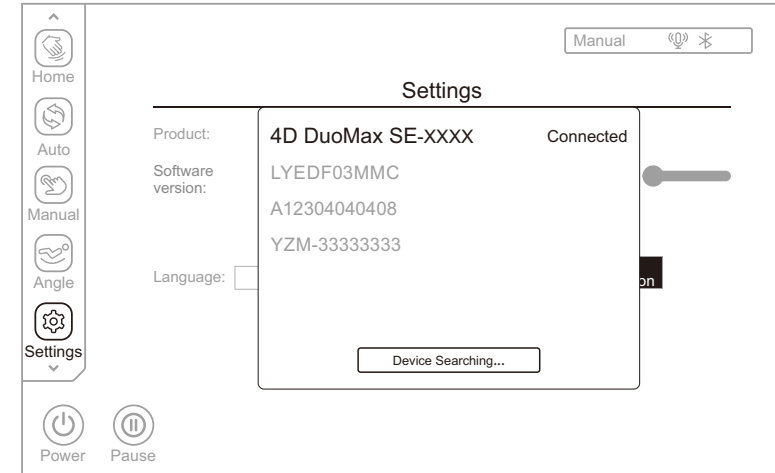 Manual
Home
Settings
Auto
Product:
4D DuoMax SE-XXXX
Connected
Software
version:
LYEDF03MMC
Manual
A12304040408
YZM-33333333
Angle
Language:
on
Settings
Device Searching...
Power
Pause